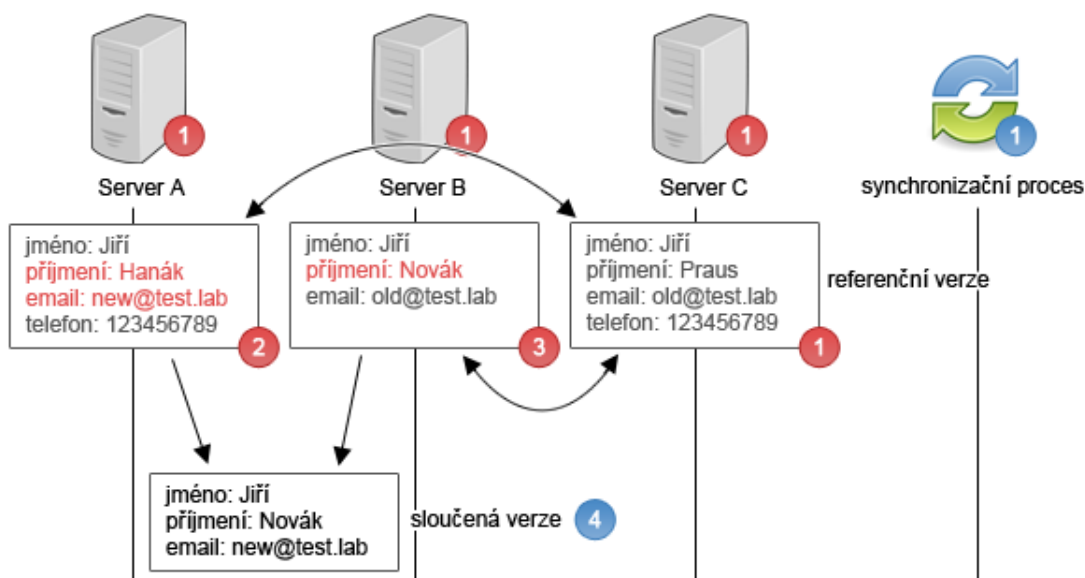 1
1
1
1
Server A
Server B
Server C
synchronizační proces
jméno: Jiří
příjmení: Hanák
email: new@test.lab
telefon: 123456789
2
jméno: Jiří
příjmení: Novák
email: old@test.lab
3
jméno: Jiří
příjmení: Praus
email: old@test.lab
telefon: 123456789
1
referenční verze
jméno: Jiří
příjmení: Novák
email: new@test.lab
sloučená verze
4